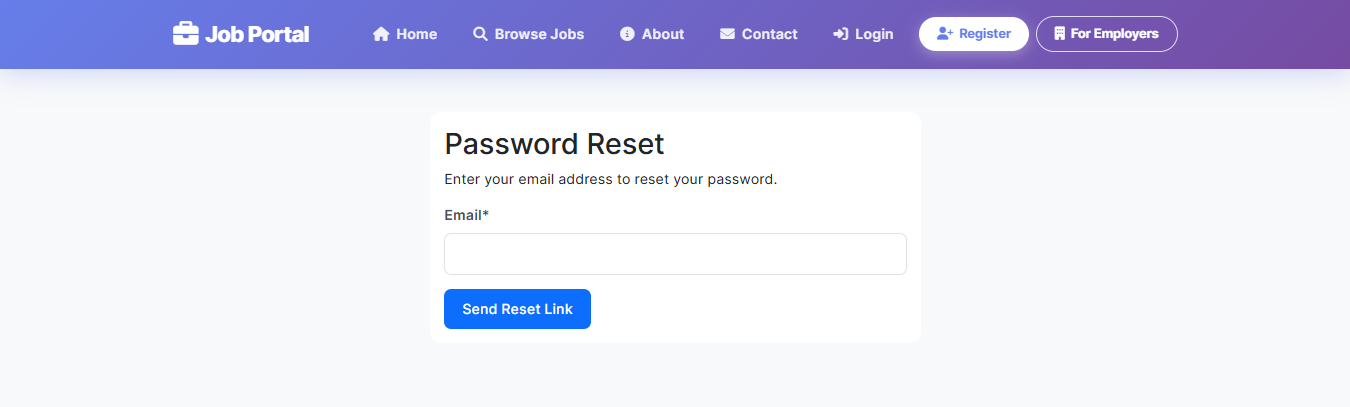 Job Portal Home Browse Jobs About Contact Login Register For Employers
Password Reset
Enter your email address to reset your password.
Email*
Send Reset Link